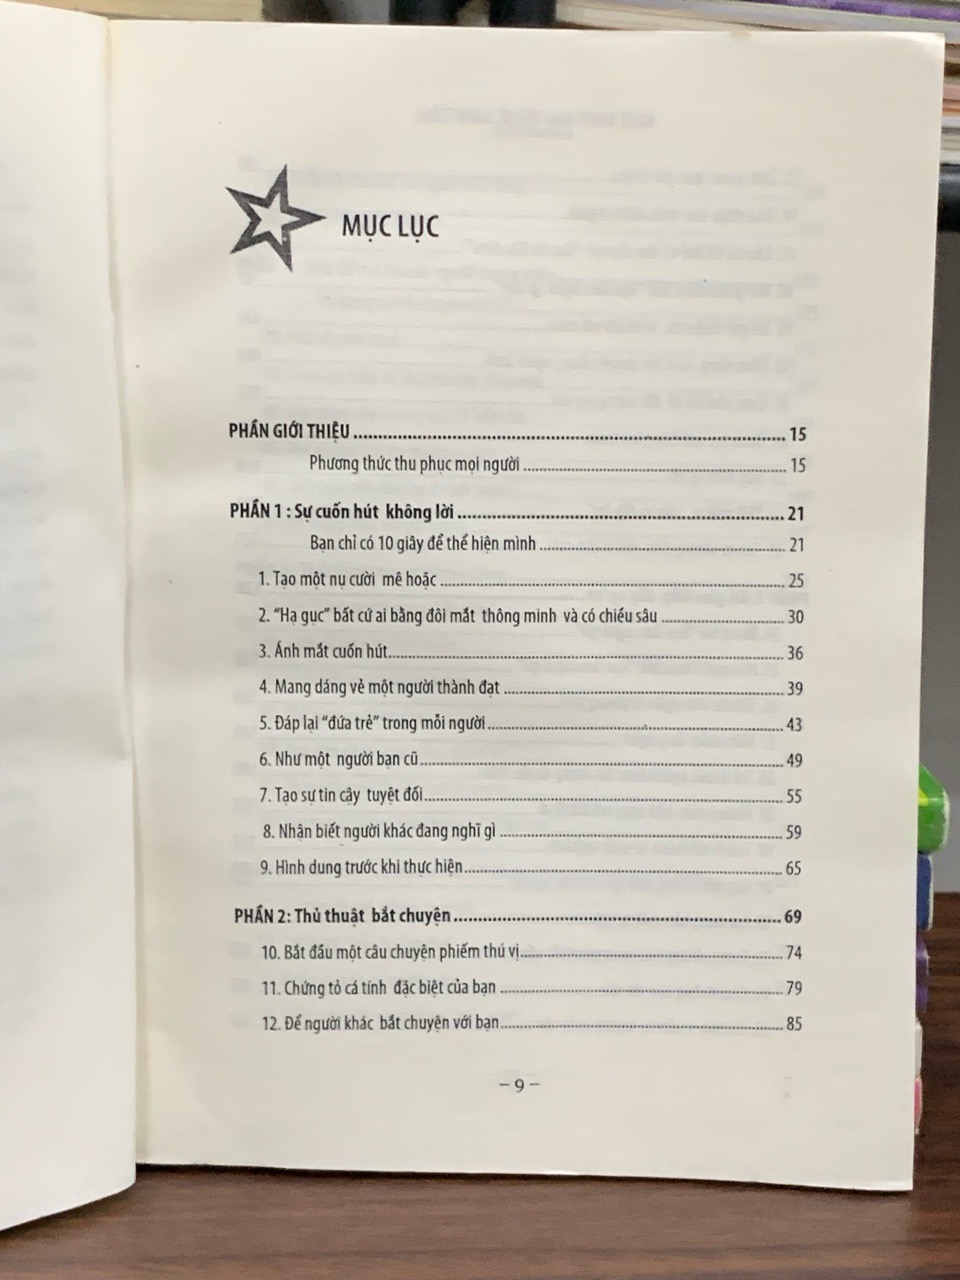 MỤC LỤC
PHẦN GIỚI THIỆU ........ 15
Phương thức thu phục mọi người ........ 15
PHẦN 1 : Sự cuốn hút không lời ........ 21
Bạn chỉ có 10 giây để thể hiện mình ........ 21
1. Tạo một nụ cười mê hoặc ........ 25
2. “Hạ gục” bất cứ ai bằng đôi mắt thông minh và có chiều sâu ........ 30
3. Ánh mắt cuốn hút ........ 36
4. Mang dáng vẻ một người thành đạt ........ 39
5. Đáp lại “đứa trẻ” trong mỗi người ........ 43
6. Như một người bạn cũ ........ 49
7. Tạo sự tin cậy tuyệt đối ........ 55
8. Nhận biết người khác đang nghĩ gì ........ 59
9. Hình dung trước khi thực hiện ........ 65
PHẦN 2: Thủ thuật bắt chuyện ........ 69
10. Bắt đầu một câu chuyện phiếm thú vị ........ 74
11. Chứng tỏ cá tính đặc biệt của bạn ........ 79
12. Để người khác bắt chuyện với bạn ........ 85
– 9 –